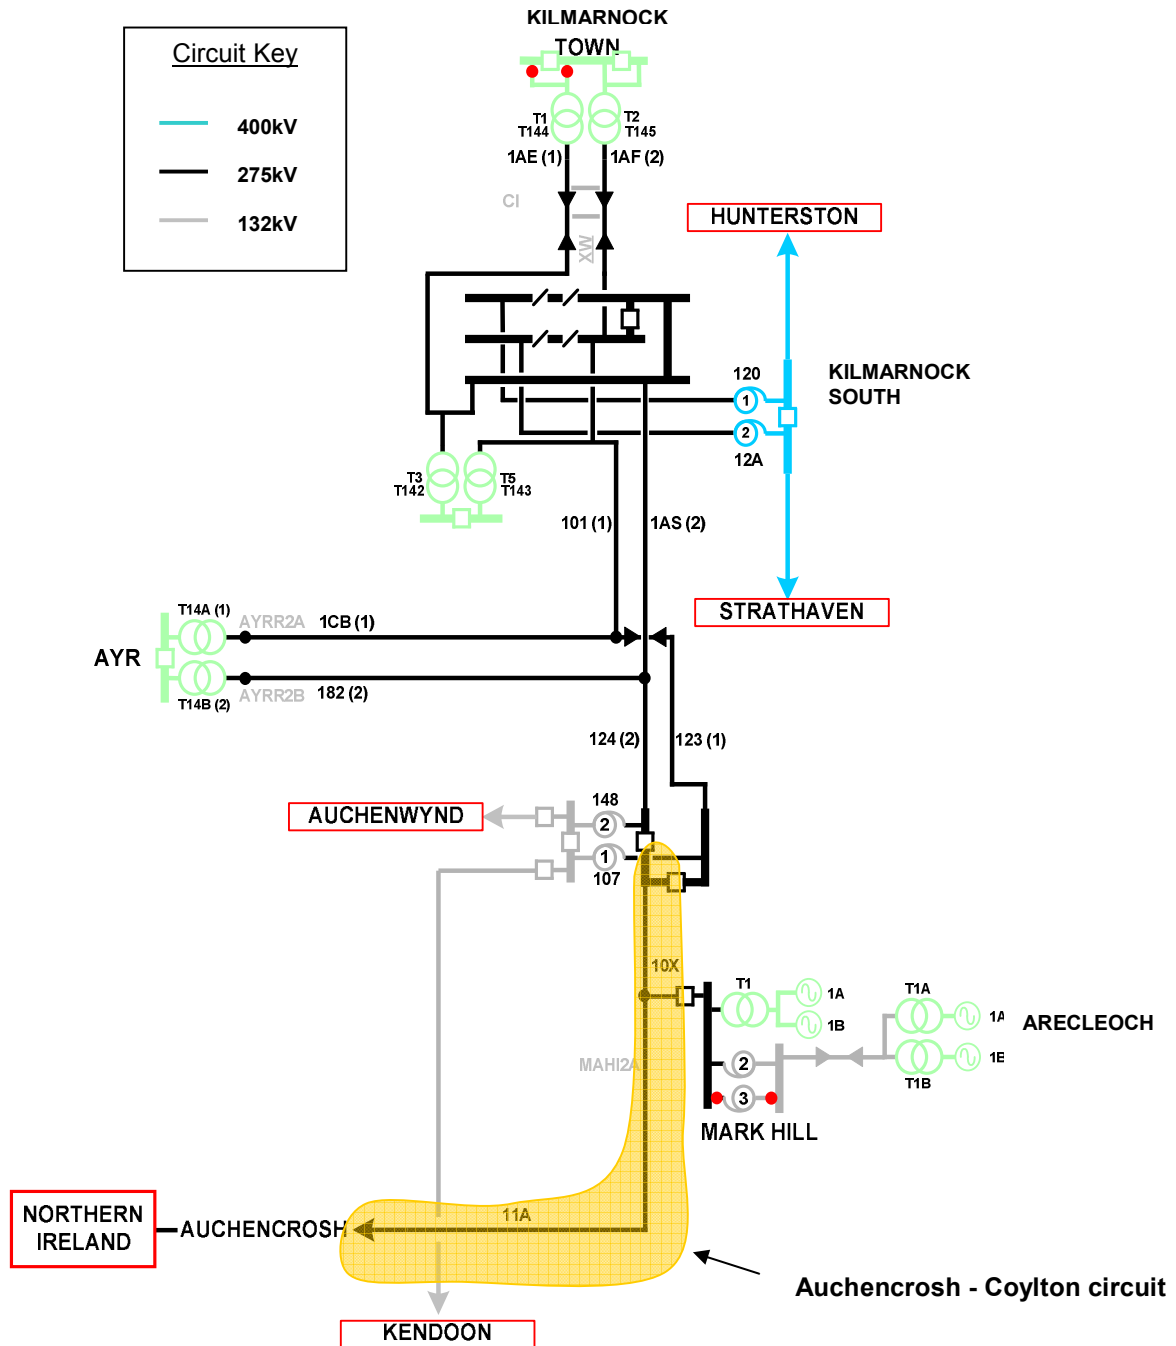 KILMARNOCK
TOWN
Circuit Key
400kV
275kV
132kV
T1
T144
T2
T145
1AE (1)
1AF (2)
CI
XW
HUNTERSTON
120
1
KILMARNOCK
SOUTH
2
12A
T3
T142
T5
T143
101 (1)
1AS (2)
STRATHAVEN
T14A (1)
AYRR2A
1CB (1)
AYR
T14B (2)
AYRR2B
182 (2)
124 (2)
123 (1)
148
AUCHENWYND
2
1
107
10X
T1
1A
1B
T1A
1A
ARECLEOCH
MAHI2A
2
1B
T1B
3
MARK HILL
NORTHERN
IRELAND
AUCHENCROSH
11A
Auchencrosh - Coylton circuit
KENDOON